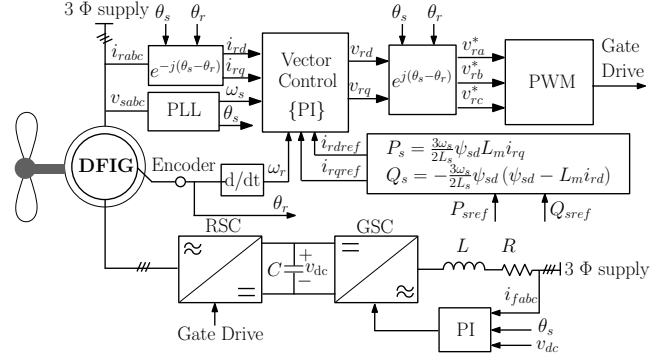 3 Φ supply
θ_s θ_r
i_rabc
e^{-j(θ_s-θ_r)}
i_rd
i_rq
v_sabc
PLL
ω_s
θ_s
Vector
Control
{PI}
v_rd
v_rq
θ_s θ_r
e^{j(θ_s-θ_r)}
v*_ra
v*_rb
v*_rc
PWM
Gate
Drive
i_rdref
i_rqref
P_s = \frac{3ω_s}{2L_s} ψ_sd L_m i_rq
Q_s = -\frac{3ω_s}{2L_s} ψ_sd (ψ_sd - L_m i_rd)
P_sref
Q_sref
DFIG
Encoder
d/dt
ω_r
θ_r
RSC
≈
=
C
+
v_dc
−
GSC
=
≈
L
R
3 Φ supply
i_fabc
PI
θ_s
v_dc
Gate Drive